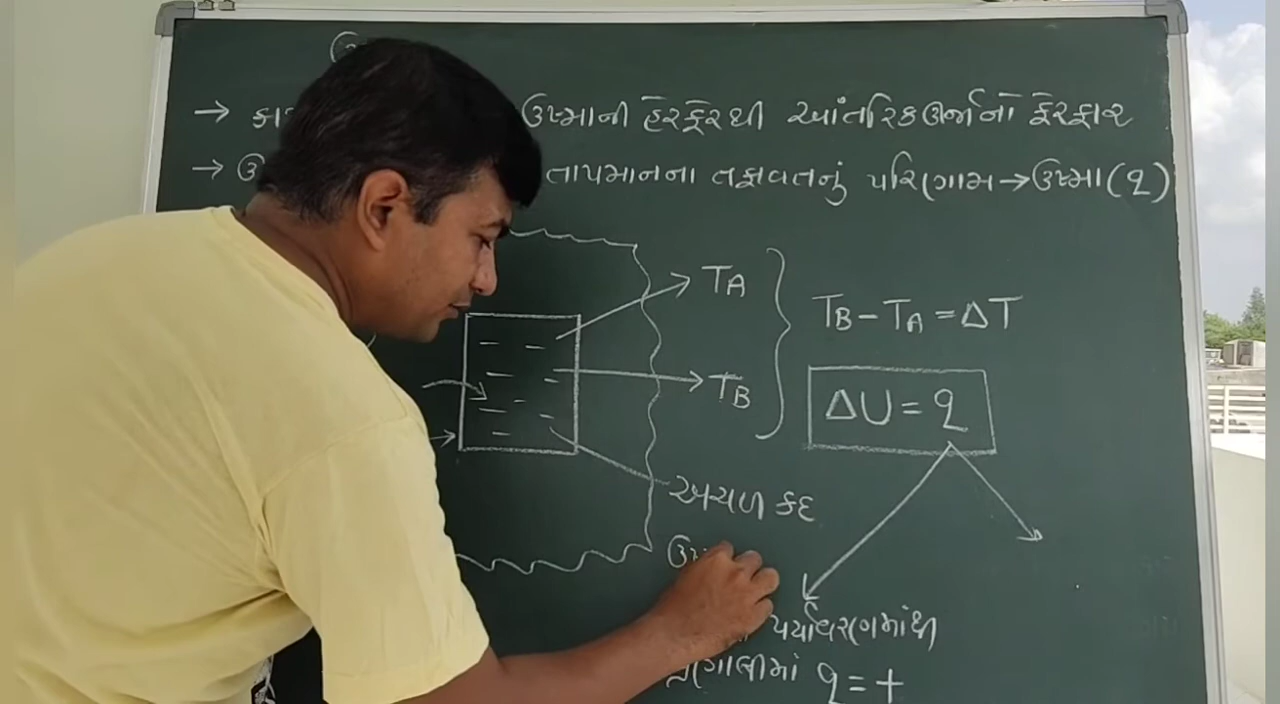 → કા ઉષ્માની હેરફેરથી આંતરિકઊર્જાનો ફેરફાર
→ તાપમાનના તફાવતનું પરિણામ → ઉષ્મા (q)
TA
TB
TB – TA = ΔT
ΔU = q
અચળ કદ
પર્યાવરણમાંથી
q = +